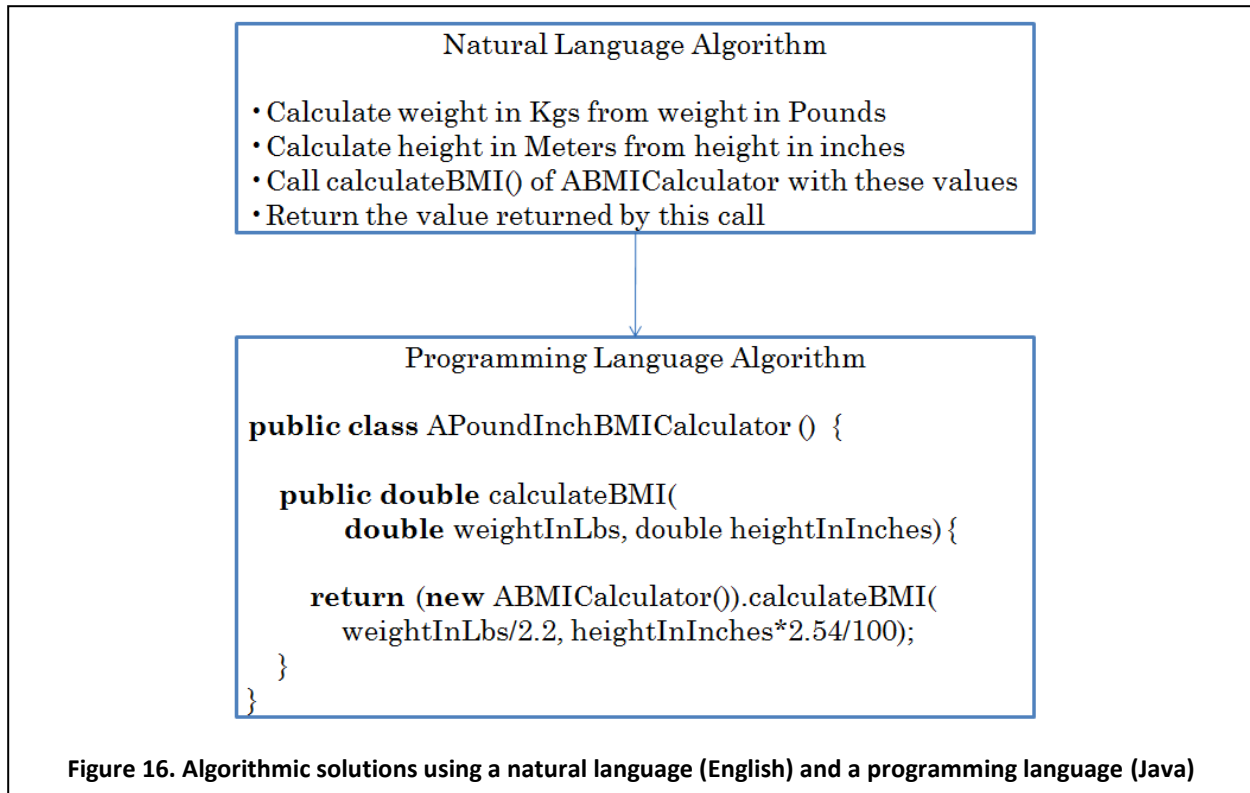 Natural Language Algorithm
• Calculate weight in Kgs from weight in Pounds
• Calculate height in Meters from height in inches
• Call calculateBMI() of ABMICalculator with these values
• Return the value returned by this call
Programming Language Algorithm
public class APoundInchBMICalculator () {
public double calculateBMI(
double weightInLbs, double heightInInches) {
return (new ABMICalculator()).calculateBMI(
weightInLbs/2.2, heightInInches*2.54/100);
}
}
Figure 16. Algorithmic solutions using a natural language (English) and a programming language (Java)